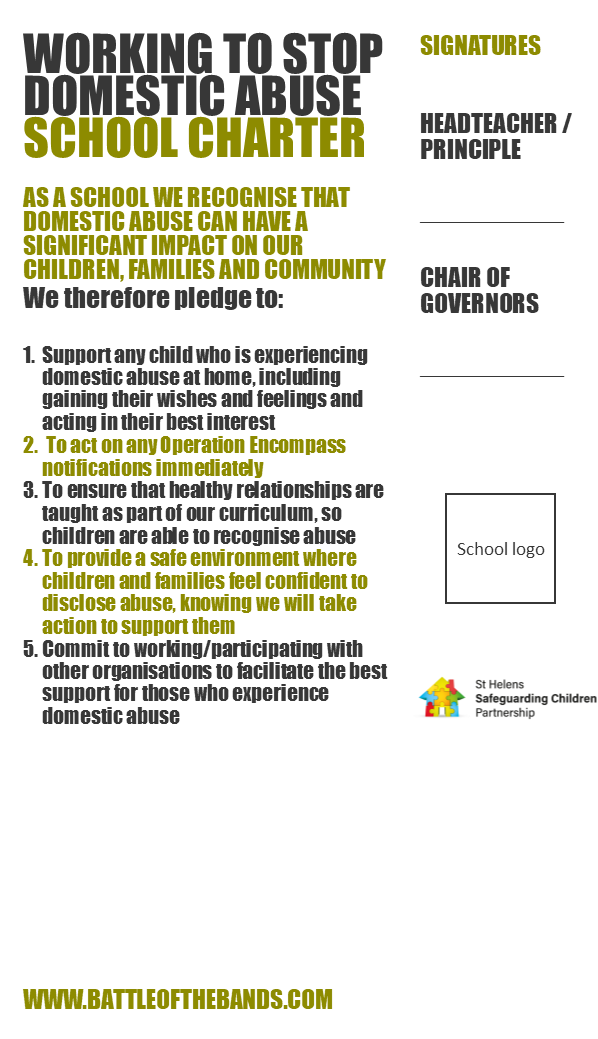 WORKING TO STOP
DOMESTIC ABUSE
SCHOOL CHARTER
AS A SCHOOL WE RECOGNISE THAT
DOMESTIC ABUSE CAN HAVE A
SIGNIFICANT IMPACT ON OUR
CHILDREN, FAMILIES AND COMMUNITY
We therefore pledge to:
1. Support any child who is experiencing
domestic abuse at home, including
gaining their wishes and feelings and
acting in their best interest
2. To act on any Operation Encompass
notifications immediately
3. To ensure that healthy relationships are
taught as part of our curriculum, so
children are able to recognise abuse
4. To provide a safe environment where
children and families feel confident to
disclose abuse, knowing we will take
action to support them
5. Commit to working/participating with
other organisations to facilitate the best
support for those who experience
domestic abuse
WWW.BATTLEOFTHEBANDS.COM
SIGNATURES
HEADTEACHER /
PRINCIPLE
CHAIR OF
GOVERNORS
School logo
St Helens
Safeguarding Children
Partnership